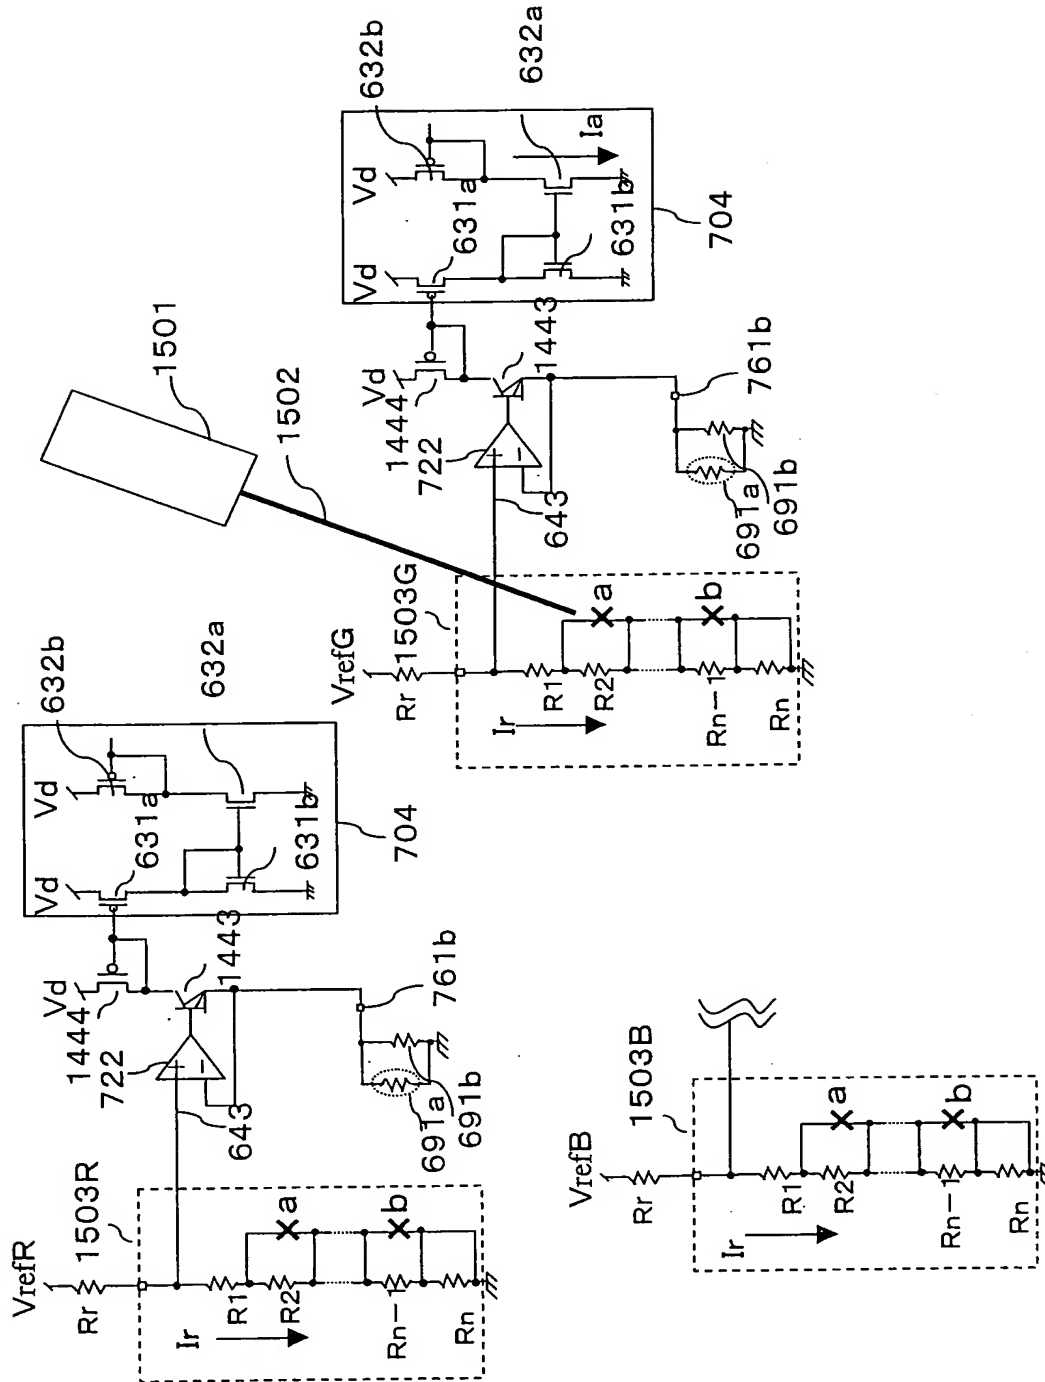 632b
632a
Vd
Ia
631a
631b
Vd
704
1501
1502
1443
Vd
1444
722
761b
643
691a
691b
1503G
VrefG
Rr
a
b
R1
R2
Rn-1
Rn
Ir
632b
632a
Vd
631a
631b
Vd
704
1443
Vd
1444
722
761b
643
691a
691b
1503R
VrefR
Rr
a
b
R1
R2
Rn-1
Rn
Ir
1503B
VrefB
Rr
a
b
R1
R2
Rn-1
Rn
Ir